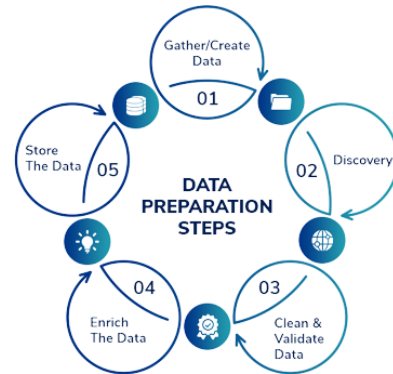 Gather/Create
Data
01
Discovery
02
03
Clean &
Validate
Data
04
Enrich
The Data
Store
The Data
05
DATA
PREPARATION
STEPS